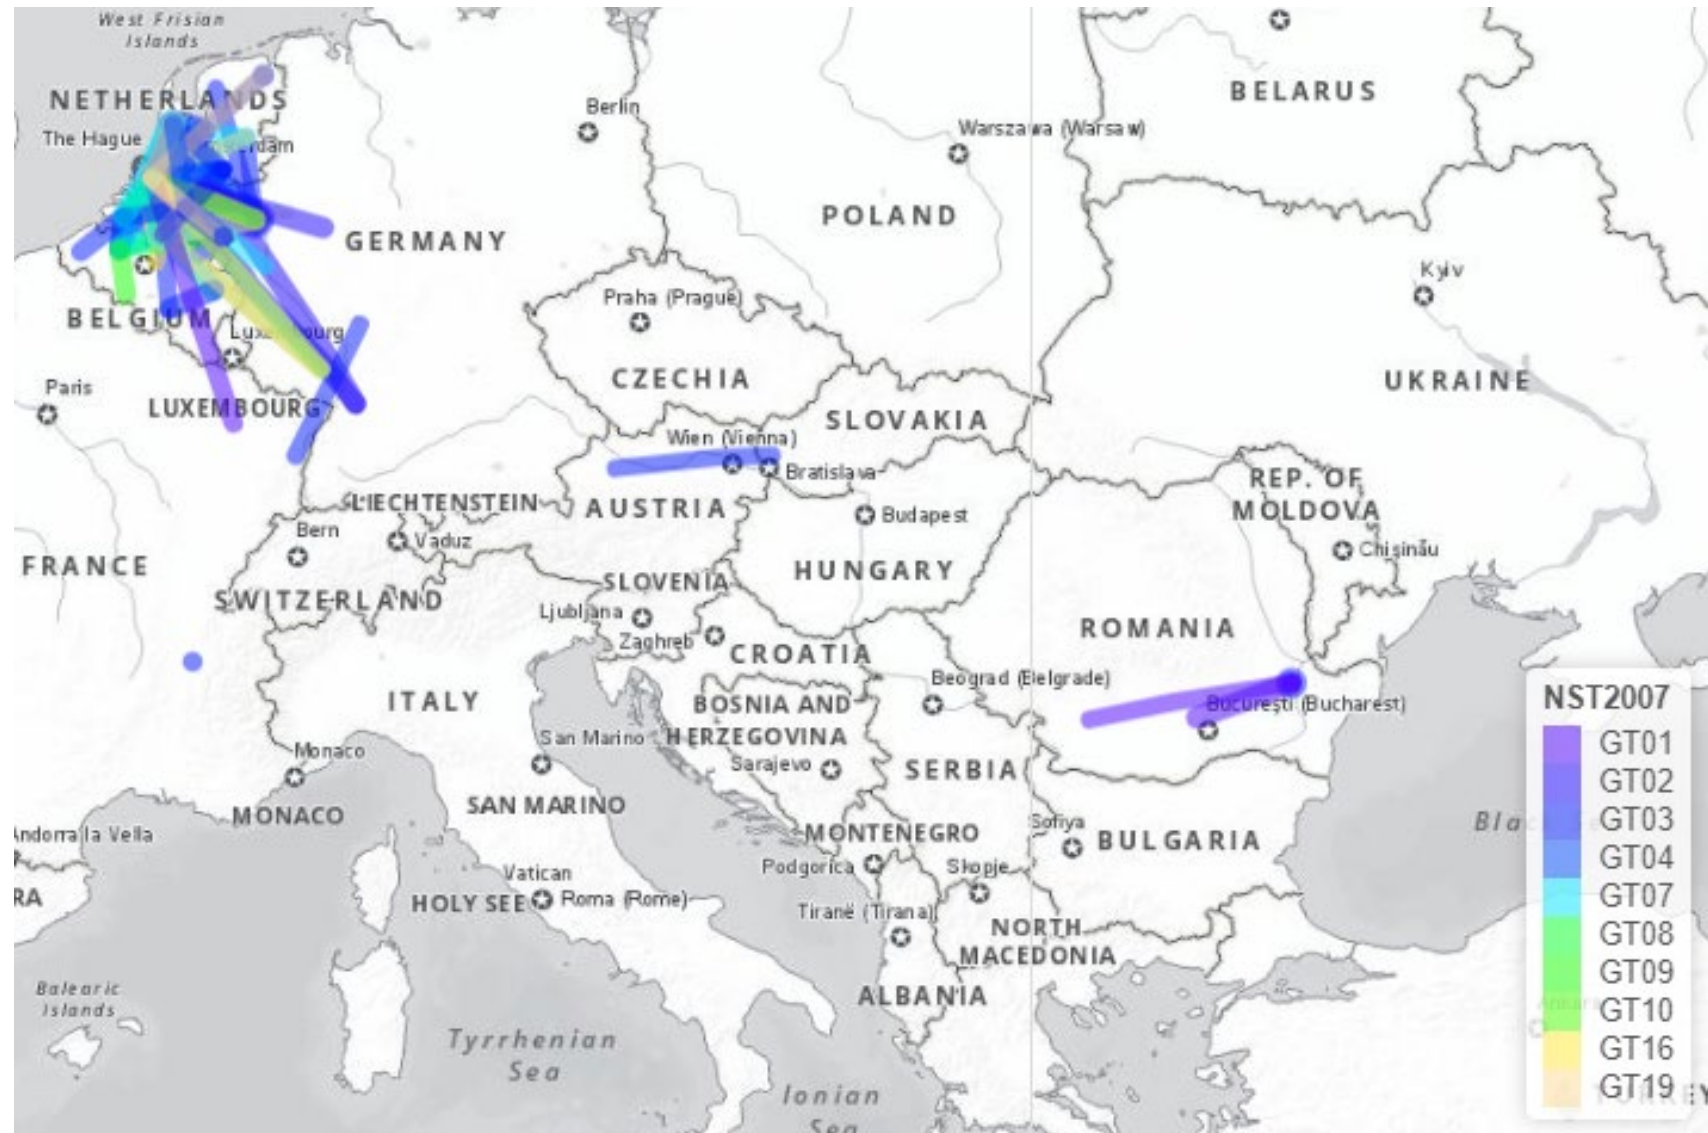 West Frisian
Islands
NETHERLANDS
The Hague
Berlin
Warszawa (Warsaw)
BELARUS
POLAND
GERMANY
Kyiv
Praha (Prague)
BELGIUM
CZECHIA
UKRAINE
Paris
LUXEMBOURG
SLOVAKIA
Wien (Vienna)
Bratislava
REP. OF
MOLDOVA
LIECHTENSTEIN
AUSTRIA
Budapest
Bern
Vaduz
Chișinău
FRANCE
HUNGARY
SLOVENIA
SWITZERLAND
Ljubljana
Zaghreb
ROMANIA
CROATIA
Beograd (Belgrade)
ITALY
BOSNIA AND
HERZEGOVINA
București (Bucharest)
San Marino
Monaco
Sarajevo
SERBIA
SAN MARINO
MONACO
Sofiya
MONTENEGRO
BULGARIA
Andorra la Vella
Podgorica
Skopje
Vatican
HOLY SEE
Roma (Rome)
RA
Tiranë (Tirana)
NORTH
MACEDONIA
ALBANIA
Balearic
Islands
Tyrrhenian
Sea
Ionian
Sea
NST2007
GT01
GT02
GT03
GT04
GT07
GT08
GT09
GT10
GT16
GT19